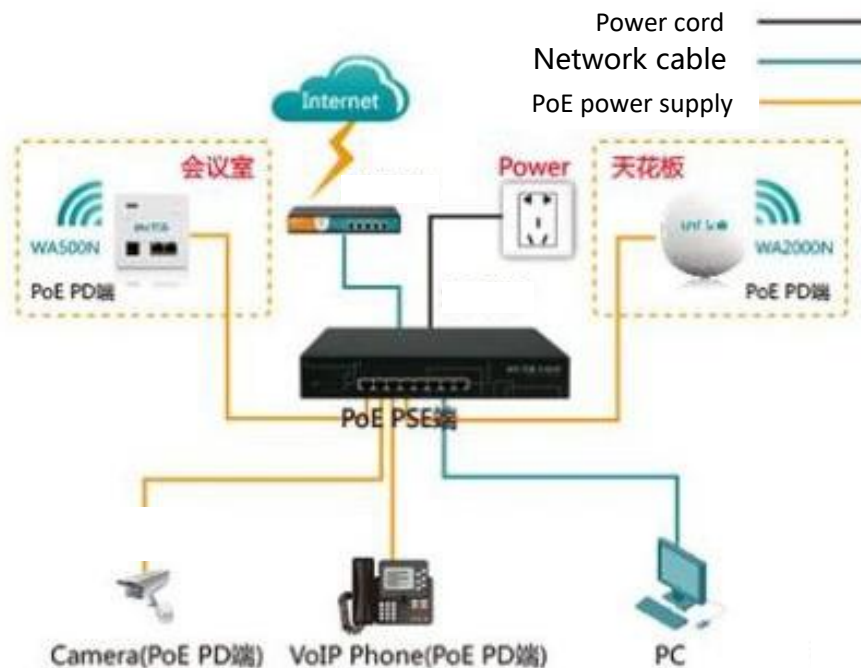 Power cord
Network cable
PoE power supply
Internet
会议室
Power
天花板
WA500N
PoE PD端
WA2000N
PoE PD端
PoE PSE端
Camera(PoE PD端)
VoIP Phone(PoE PD端)
PC